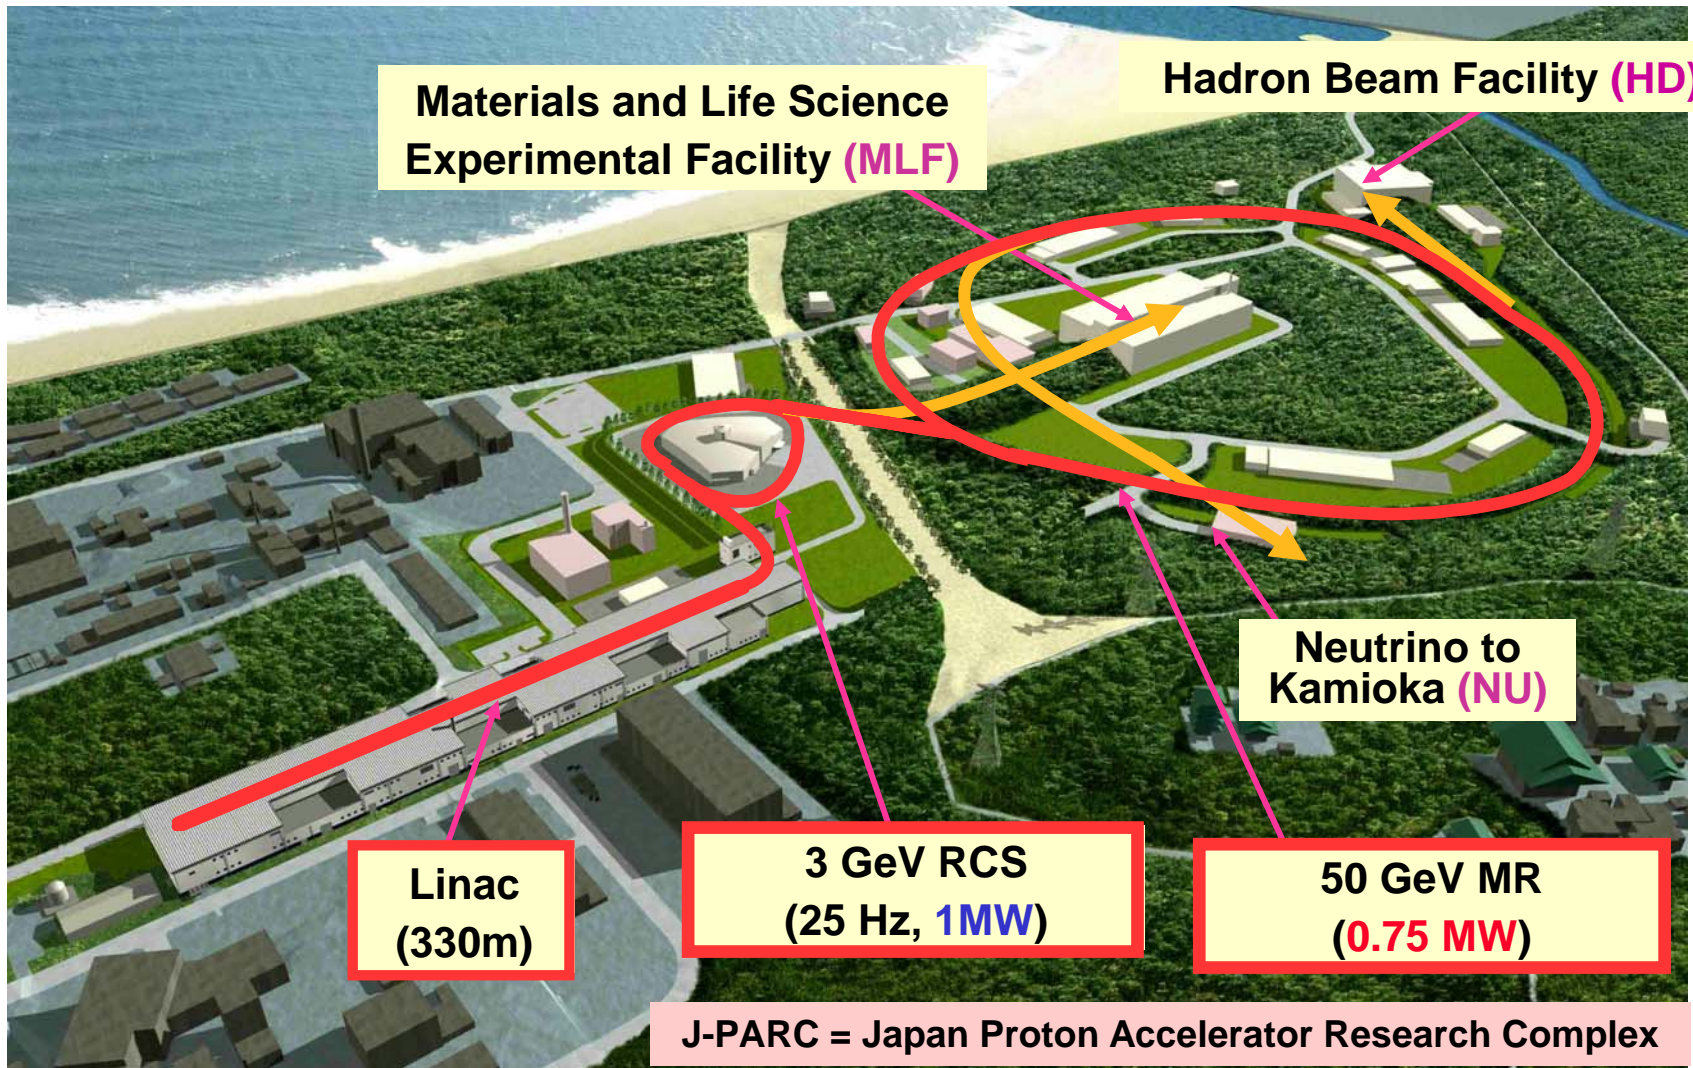 Hadron Beam Facility (HD)
Materials and Life Science
Experimental Facility (MLF)
Neutrino to
Kamioka (NU)
Linac
(330m)
3 GeV RCS
(25 Hz, 1MW)
50 GeV MR
(0.75 MW)
J-PARC = Japan Proton Accelerator Research Complex